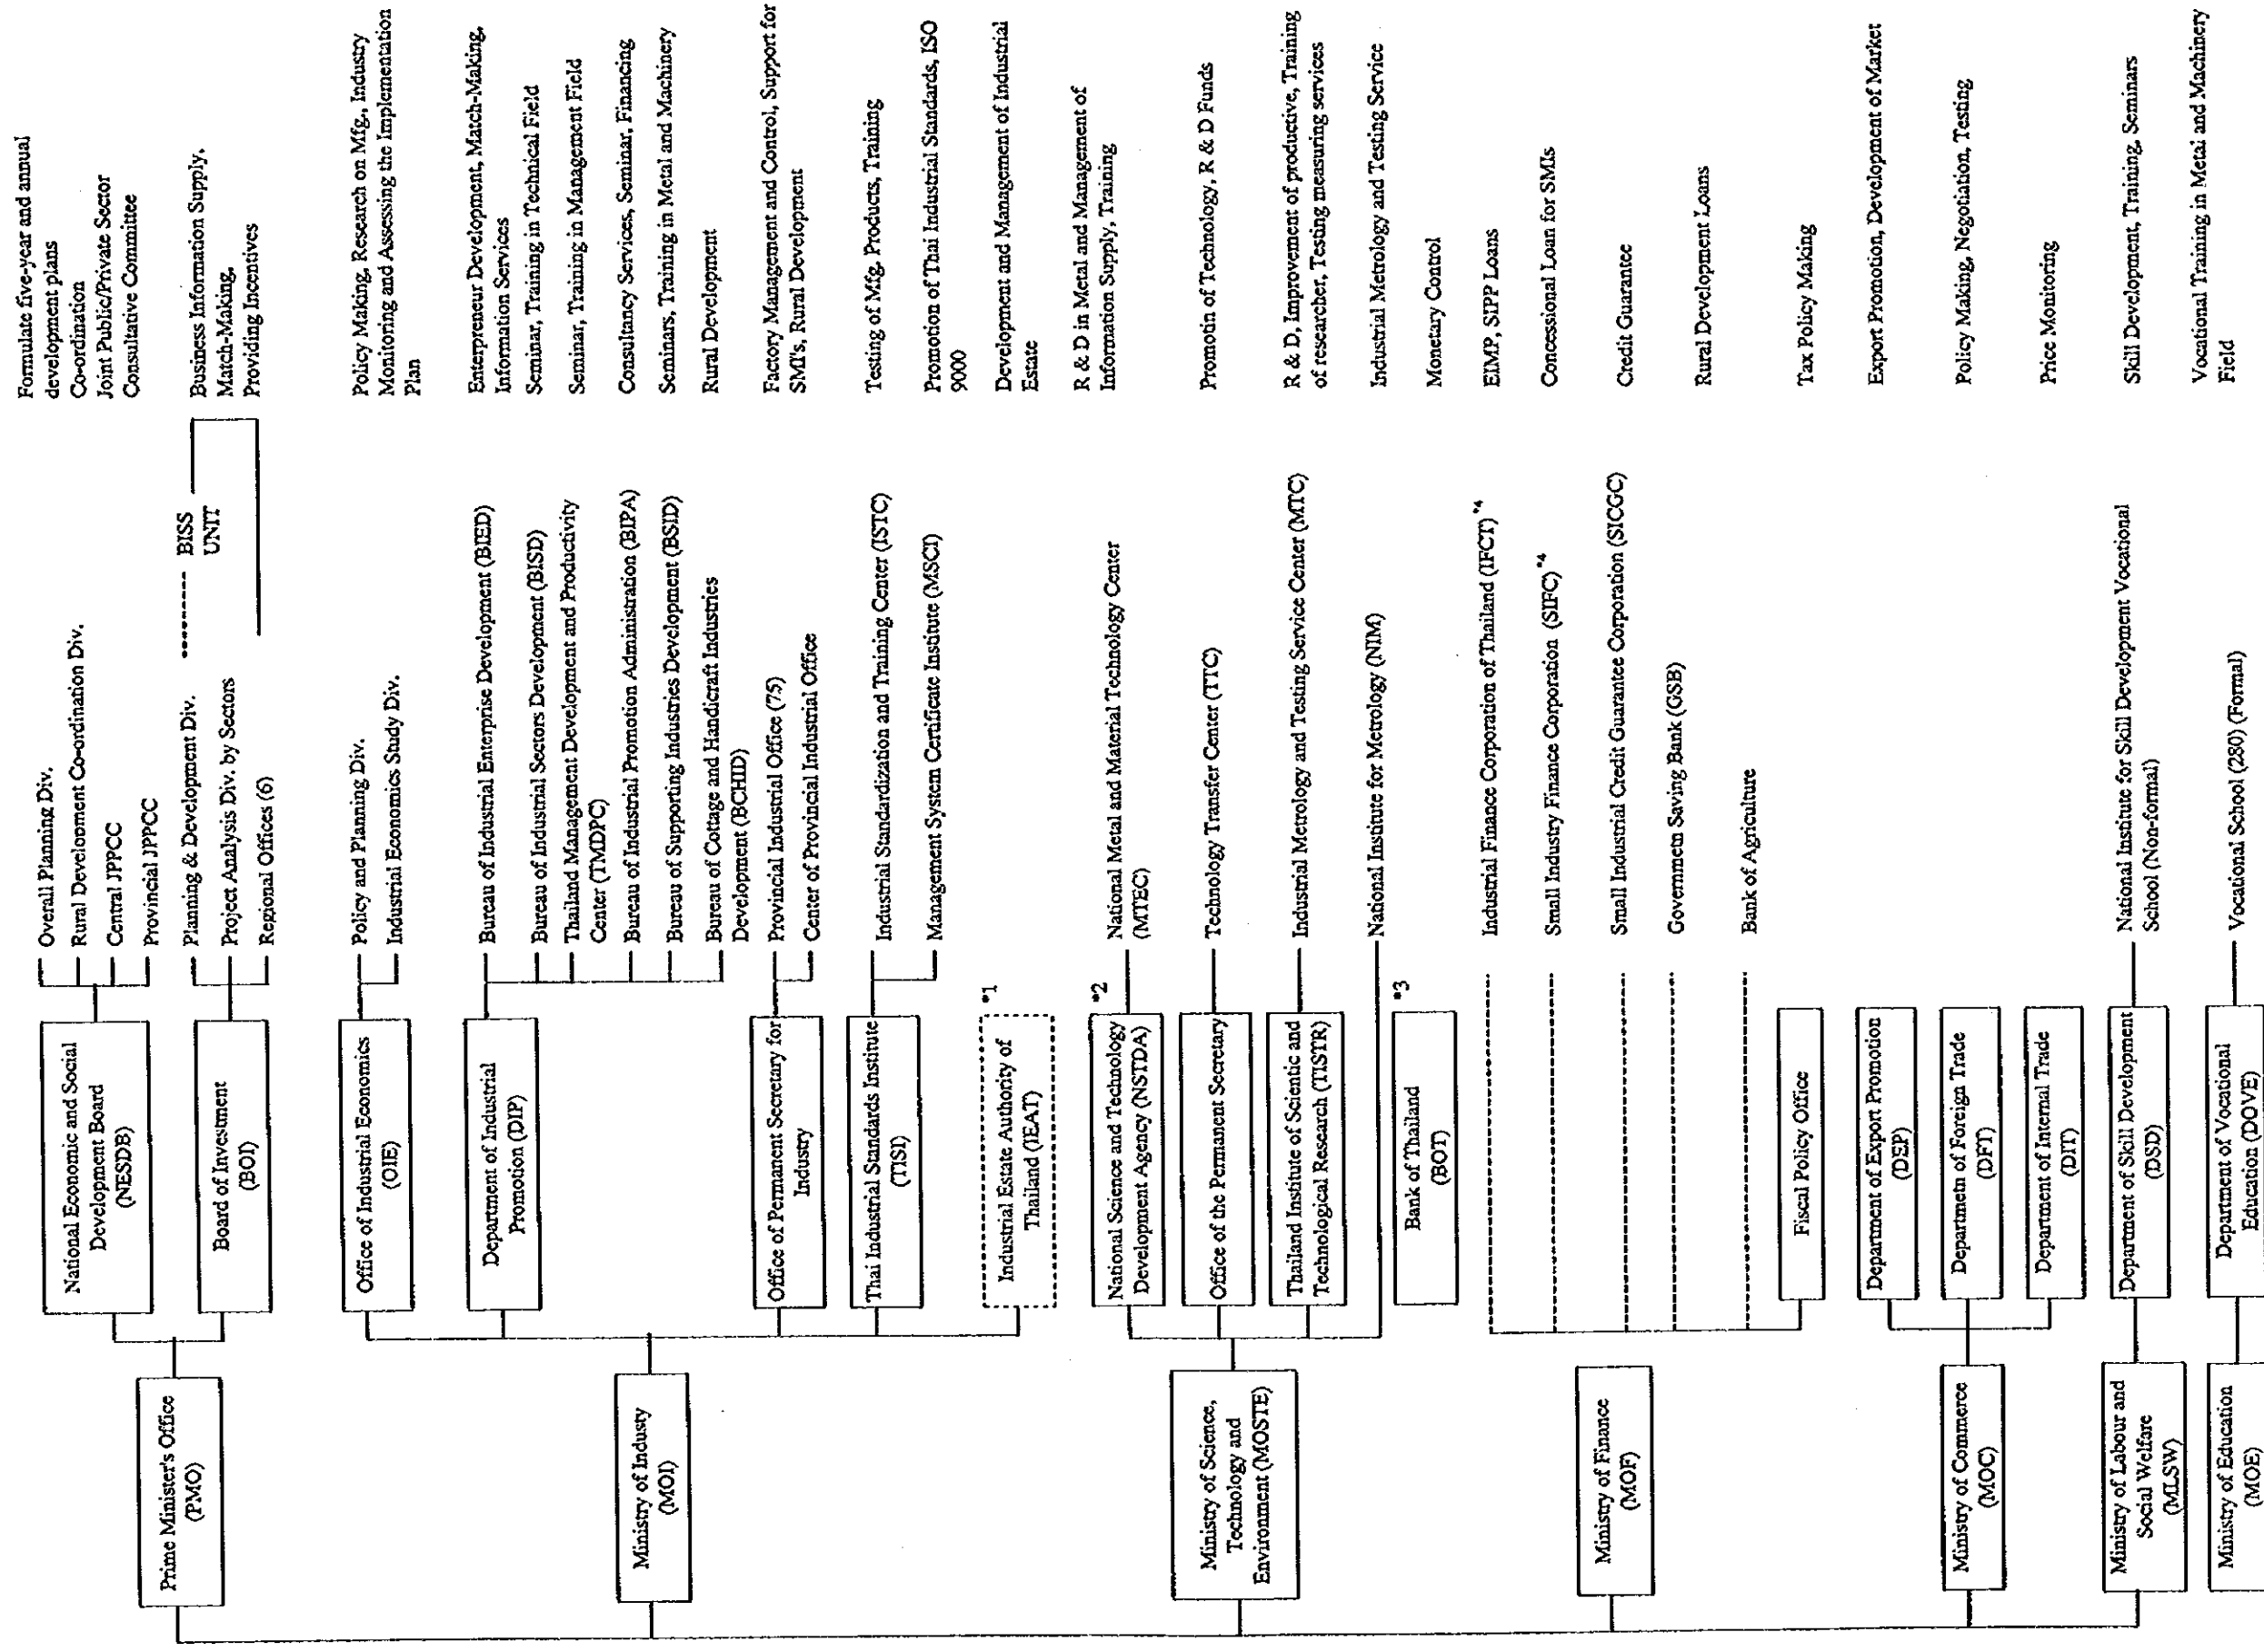 Prime Minister's Office
(PMO)
National Economic and Social
Development Board
(NESDB)
Overall Planning Div.
Rural Develooment Co-ordination Div.
Central JPPCC
Provincial JPPCC
Formulate five-year and annual
development plans
Co-ordination
Joint Public/Private Sector
Consultative Committee
Board of Investment
(BOI)
Planning & Development Div.
Project Analysis Div. by Sectors
Regional Offices (6)
BISS
UNIT
Business Information Supply,
Match-Making,
Providing Incentives
Ministry of Industy
(MOI)
Office of Industrial Economics
(OIE)
Policy and Planning Div.
Industrial Economics Study Div.
Policy Making, Research on Mfg., Industry
Monitoring and Assessing the Implementation
Plan
Department of Industrial
Promotion (DIP)
Bureau of Industrial Enterprise Development (BIED)
Enterpreneur Development, Match-Making,
Information Services
Bureau of Industrial Sectors Development (BISD)
Seminar, Training in Technical Field
Thailand Management Development and Productivity
Center (TMDPC)
Seminar, Training in Management Field
Bureau of Industrial Promotion Administration (BIPA)
Consultancy Services, Seminar, Financing
Bureau of Supporting Industries Development (BSID)
Seminars, Training in Metal and Machinery
Bureau of Cottage and Handicraft Industries
Development (BCHID)
Rural Development
Office of Permanent Secretary for
Industry
Provincial Industrial Office (75)
Center of Provincial Industrial Office
Factory Management and Control, Support for
SMI's, Rural Development
Thai Industrial Standards Institute
(TISI)
Industrial Standardization and Training Center (ISTC)
Testing of Mfg, Products, Training
Management System Certificate Institute (MSCI)
Promotion of Thai Industrial Standards, ISO
9000
*1
Industrial Estate Authority of
Thailand (IEAT)
Development and Management of Industrial
Estate
Ministry of Science,
Technology and
Environment (MOSTE)
*2
National Science and Technology
Development Agency (NSTDA)
National Metal and Material Technology Center
(MTEC)
R & D in Metal and Management of
Information Supply, Training
Office of the Permanent Secretary
Technology Transfer Center (TTC)
Promotin of Technology, R & D Funds
Thailand Institute of Scientic and
Technological Research (TISTR)
Industrial Metrology and Testing Service Center (MTC)
R & D, Improvement of productive, Training
of researcher, Testing measuring services
National Institute for Metrology (NIM)
Industrial Metrology and Testing Service
*3
Bank of Thailand
(BOT)
Monetary Control
Ministry of Finance
(MOF)
Industrial Finance Corporation of Thailand (IFCT) *4
EIMP, SIPP Loans
Small Industry Finance Corporation (SIFC) *4
Concessional Loan for SMIs
Small Industrial Credit Guarantee Corporation (SICGC)
Credit Guarantee
Governmetn Saving Bank (GSB)
Rural Development Loans
Bank of Agriculture
Fiscal Policy Office
Tax Policy Making
Ministry of Commerce
(MOC)
Department of Export Promotion
(DEP)
Export Promotion, Development of Market
Departmetn of Foreign Trade
(DFT)
Policy Making, Negotiation, Testing
Department of Internal Trade
(DIT)
Price Monitoring
Ministry of Labour and
Social Welfare
(MLSW)
Department of Skill Development
(DSD)
National Institute for Skill Development Vocational
School (Non-formal)
Skill Development, Training, Seminars
Ministry of Education
(MOE)
Department of Vocational
Education (DOVE)
Vocational School (280) (Formal)
Vocational Training in Metal and Machinery
Field